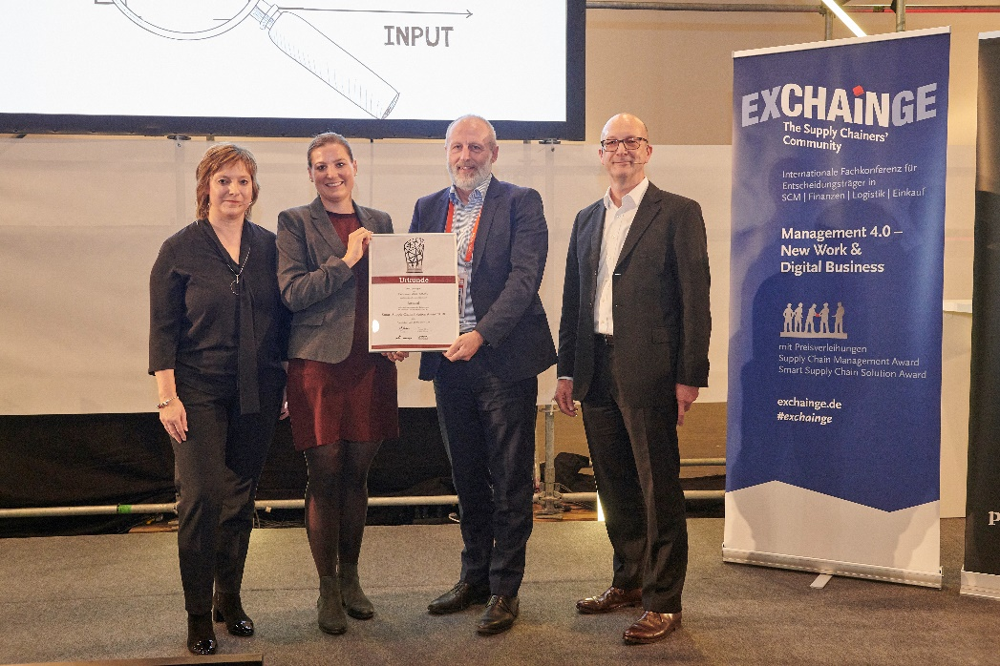 INPUT
EXCHAiNGE
The Supply Chainers'
Community
Internationale Fachkonferenz für
Entscheidungsträger in
SCM | Finanzen | Logistik | Einkauf
Management 4.0 –
New Work &
Digital Business
mit Preisverleihungen
Supply Chain Management Award
Smart Supply Chain Solution Award
exchainge.de
#exchainge
Urkunde